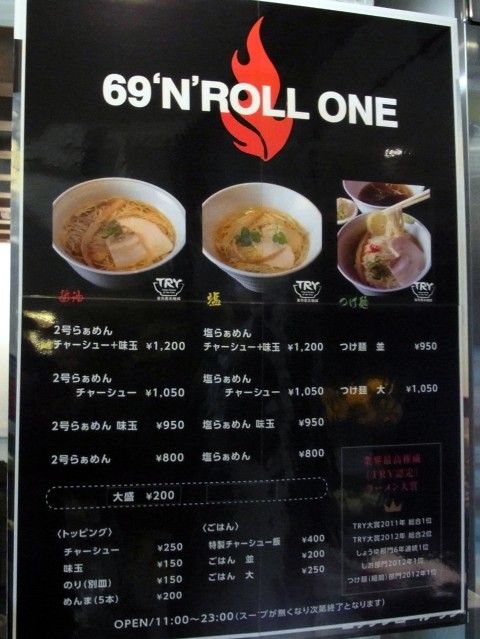 69'N'ROLL ONE
TRY
TRY
TRY
醤油
塩
つけ麺
2号らぁめん
チャーシュー+味玉 ¥1,200
2号らぁめん
チャーシュー ¥1,050
2号らぁめん 味玉 ¥950
2号らぁめん ¥800
塩らぁめん
チャーシュー+味玉 ¥1,200
塩らぁめん
チャーシュー ¥1,050
塩らぁめん 味玉 ¥950
塩らぁめん ¥800
つけ麺 並 ¥950
つけ麺 大 ¥1,050
大盛 ¥200
〈トッピング〉
チャーシュー ¥250
味玉 ¥150
のり(別皿) ¥150
めんま(5本) ¥200
〈ごはん〉
特製チャーシュー飯 ¥400
ごはん 並 ¥200
ごはん 大 ¥250
業界最高権威
「TRY認定」
ラーメン大賞
TRY大賞2011年 総合1位
TRY大賞2012年 総合2位
しょうゆ部門6年連続1位
しお部門2012年1位
つけ麺(細麺)部門2012年1位
OPEN/11:00〜23:00(スープが無くなり次第終了となります)